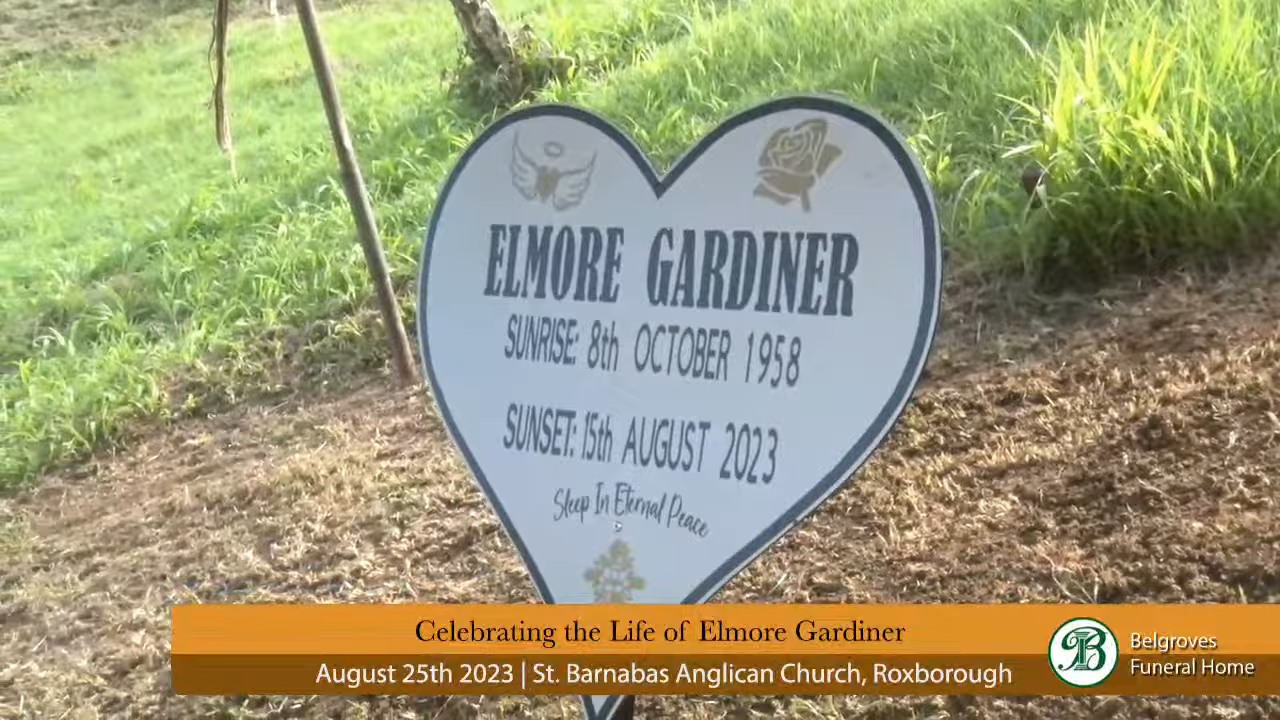 ELMORE GARDINER
SUNRISE: 8th OCTOBER 1958
SUNSET: 15th AUGUST 2023
Sleep In Eternal Peace
Celebrating the Life of Elmore Gardiner
August 25th 2023 | St. Barnabas Anglican Church, Roxborough
B
Belgroves
Funeral Home